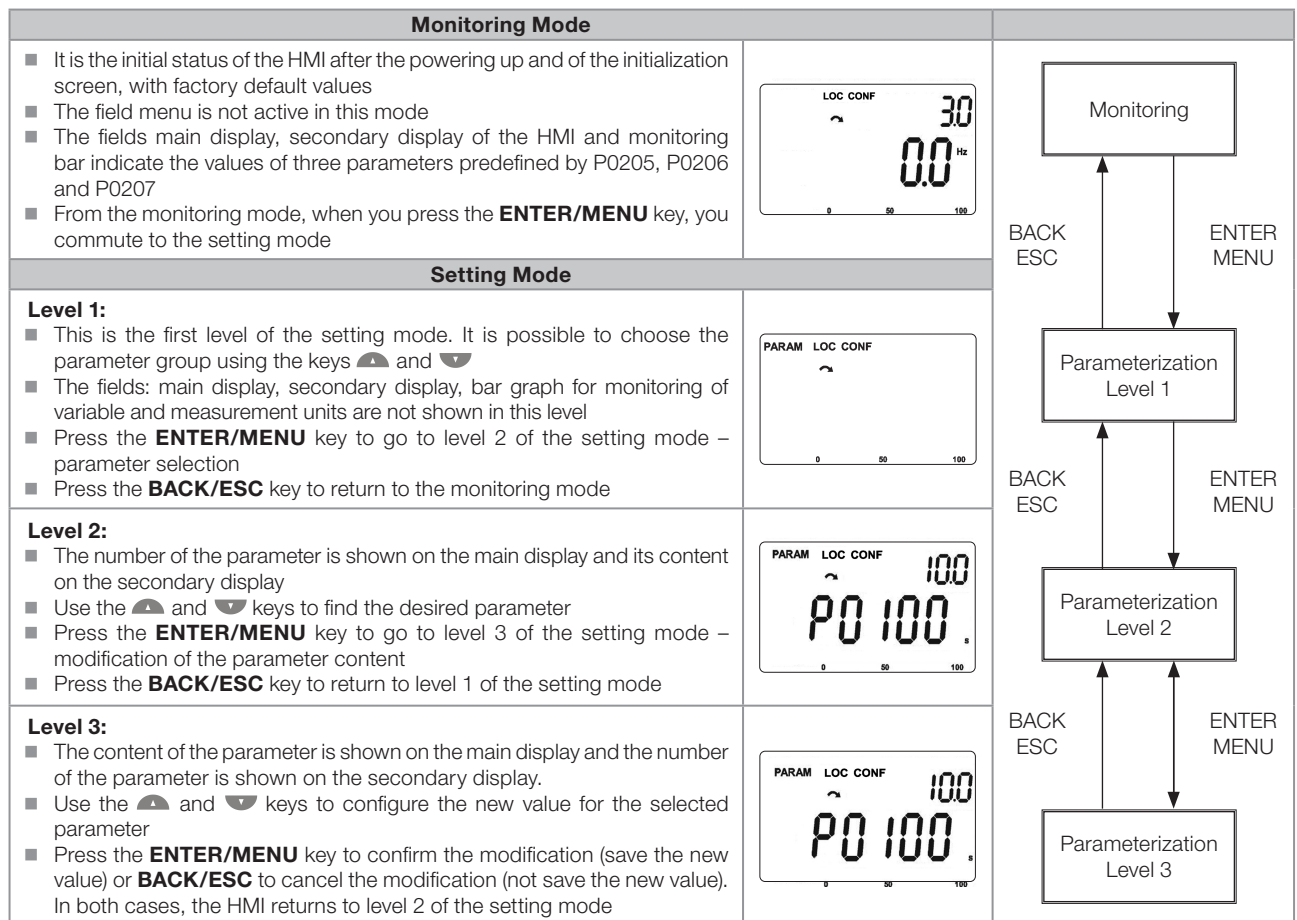 Monitoring Mode
■ It is the initial status of the HMI after the powering up and of the initialization
screen, with factory default values
■ The field menu is not active in this mode
■ The fields main display, secondary display of the HMI and monitoring
bar indicate the values of three parameters predefined by P0205, P0206
and P0207
■ From the monitoring mode, when you press the ENTER/MENU key, you
commute to the setting mode
LOC CONF
3.0
0.0 Hz
0 50 100
Setting Mode
Level 1:
■ This is the first level of the setting mode. It is possible to choose the
parameter group using the keys and
■ The fields: main display, secondary display, bar graph for monitoring of
variable and measurement units are not shown in this level
■ Press the ENTER/MENU key to go to level 2 of the setting mode –
parameter selection
■ Press the BACK/ESC key to return to the monitoring mode
PARAM LOC CONF
0 50 100
Level 2:
■ The number of the parameter is shown on the main display and its content
on the secondary display
■ Use the and keys to find the desired parameter
■ Press the ENTER/MENU key to go to level 3 of the setting mode –
modification of the parameter content
■ Press the BACK/ESC key to return to level 1 of the setting mode
PARAM LOC CONF
10.0
P0100 s
0 50 100
Level 3:
■ The content of the parameter is shown on the main display and the number
of the parameter is shown on the secondary display.
■ Use the and keys to configure the new value for the selected
parameter
■ Press the ENTER/MENU key to confirm the modification (save the new
value) or BACK/ESC to cancel the modification (not save the new value).
In both cases, the HMI returns to level 2 of the setting mode
PARAM LOC CONF
10.0
P0100 s
0 50 100
Monitoring
BACK
ESC
ENTER
MENU
Parameterization
Level 1
BACK
ESC
ENTER
MENU
Parameterization
Level 2
BACK
ESC
ENTER
MENU
Parameterization
Level 3